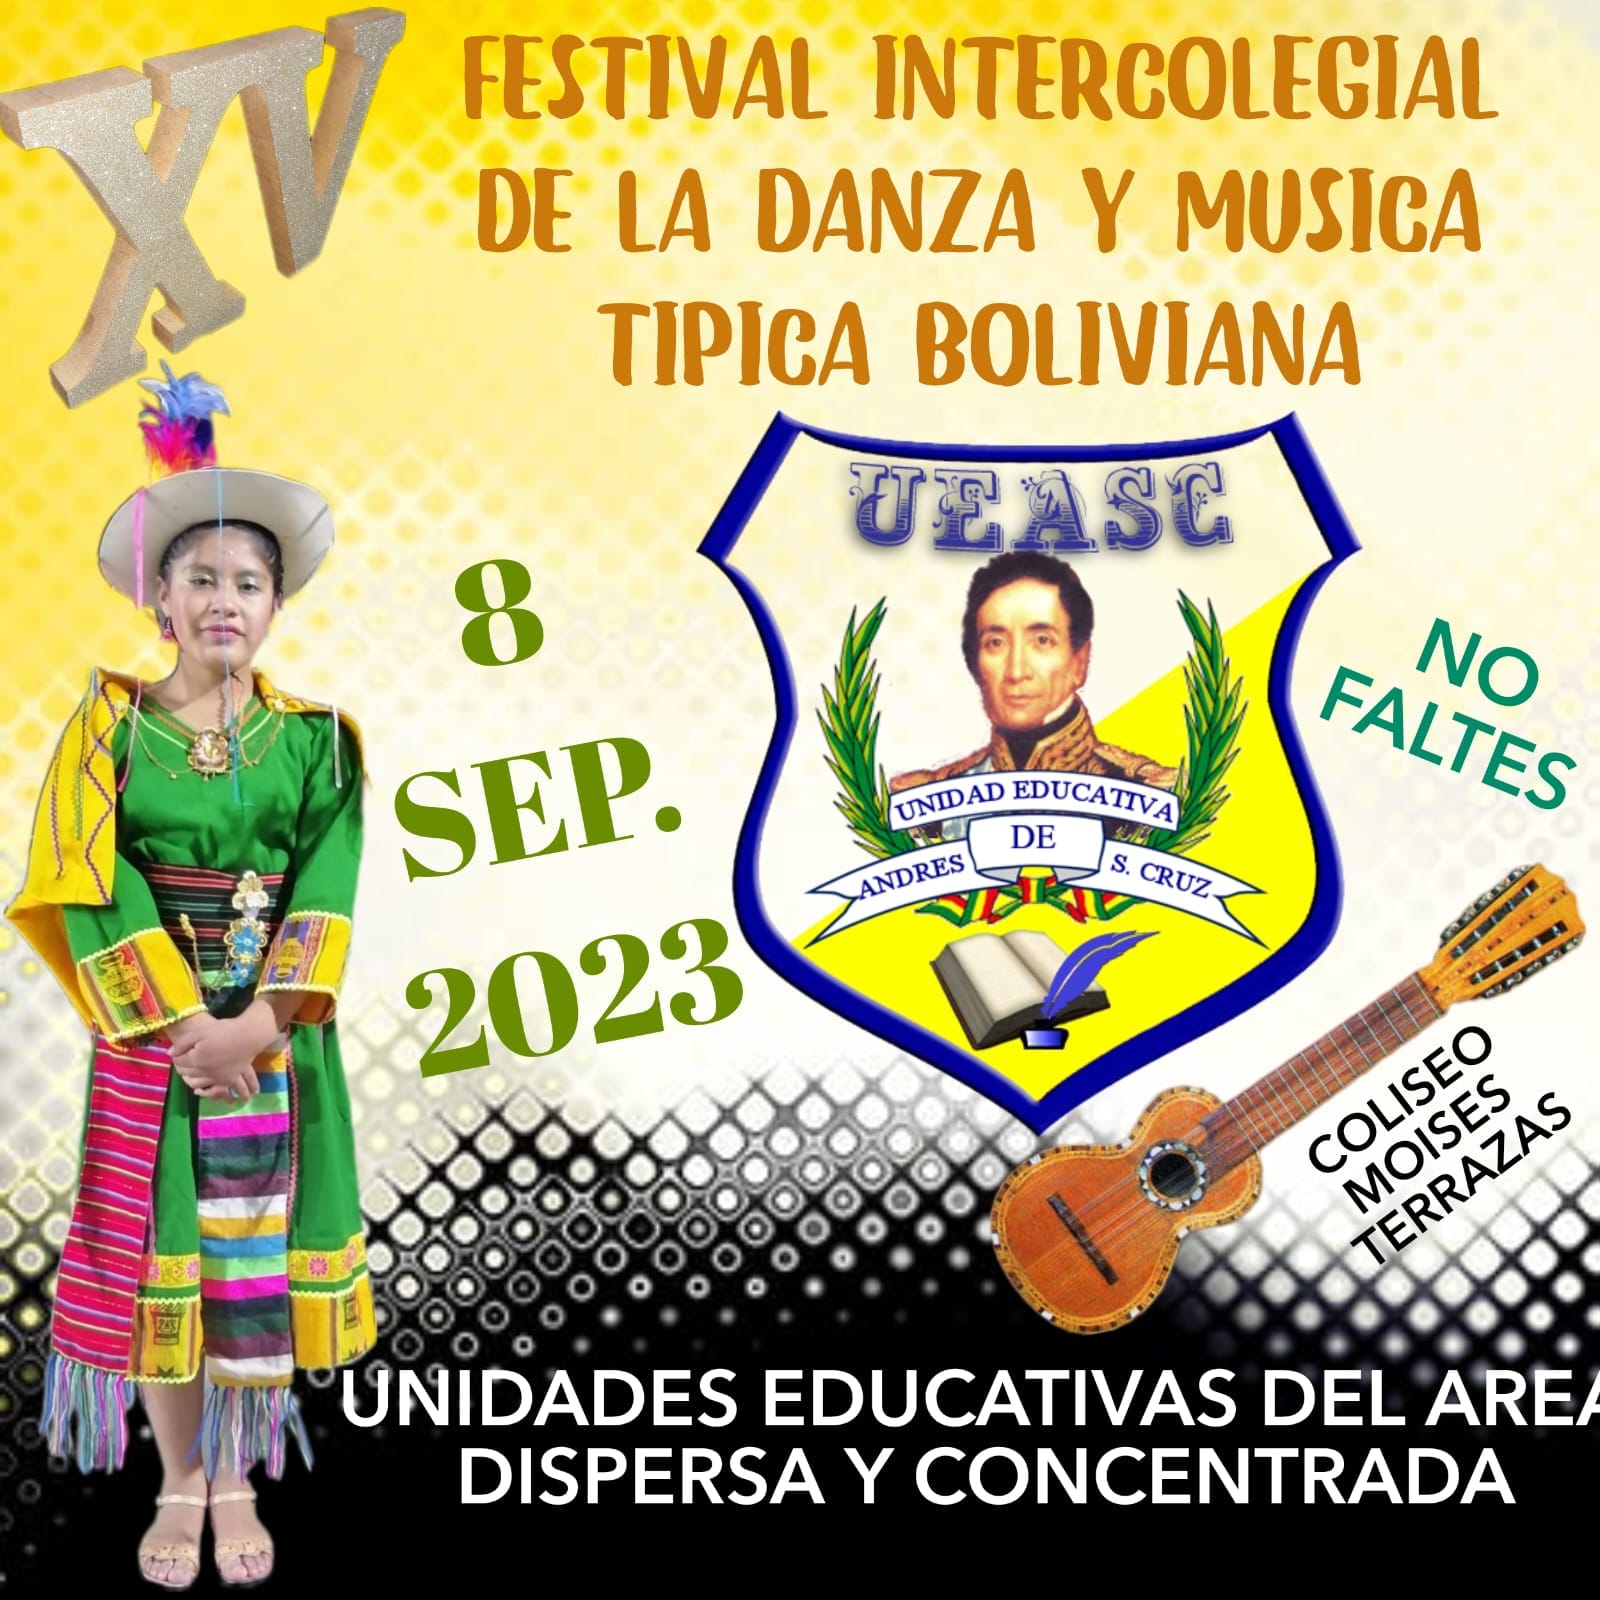 XV
FESTIVAL INTERCOLEGIAL
DE LA DANZA Y MUSICA
TIPICA BOLIVIANA
UEASC
8
SEP.
2023
NO
FALTES
UNIDAD EDUCATIVA
DE
ANDRES S. CRUZ
COLISEO
MOISES
TERRAZAS
UNIDADES EDUCATIVAS DEL AREA
DISPERSA Y CONCENTRADA